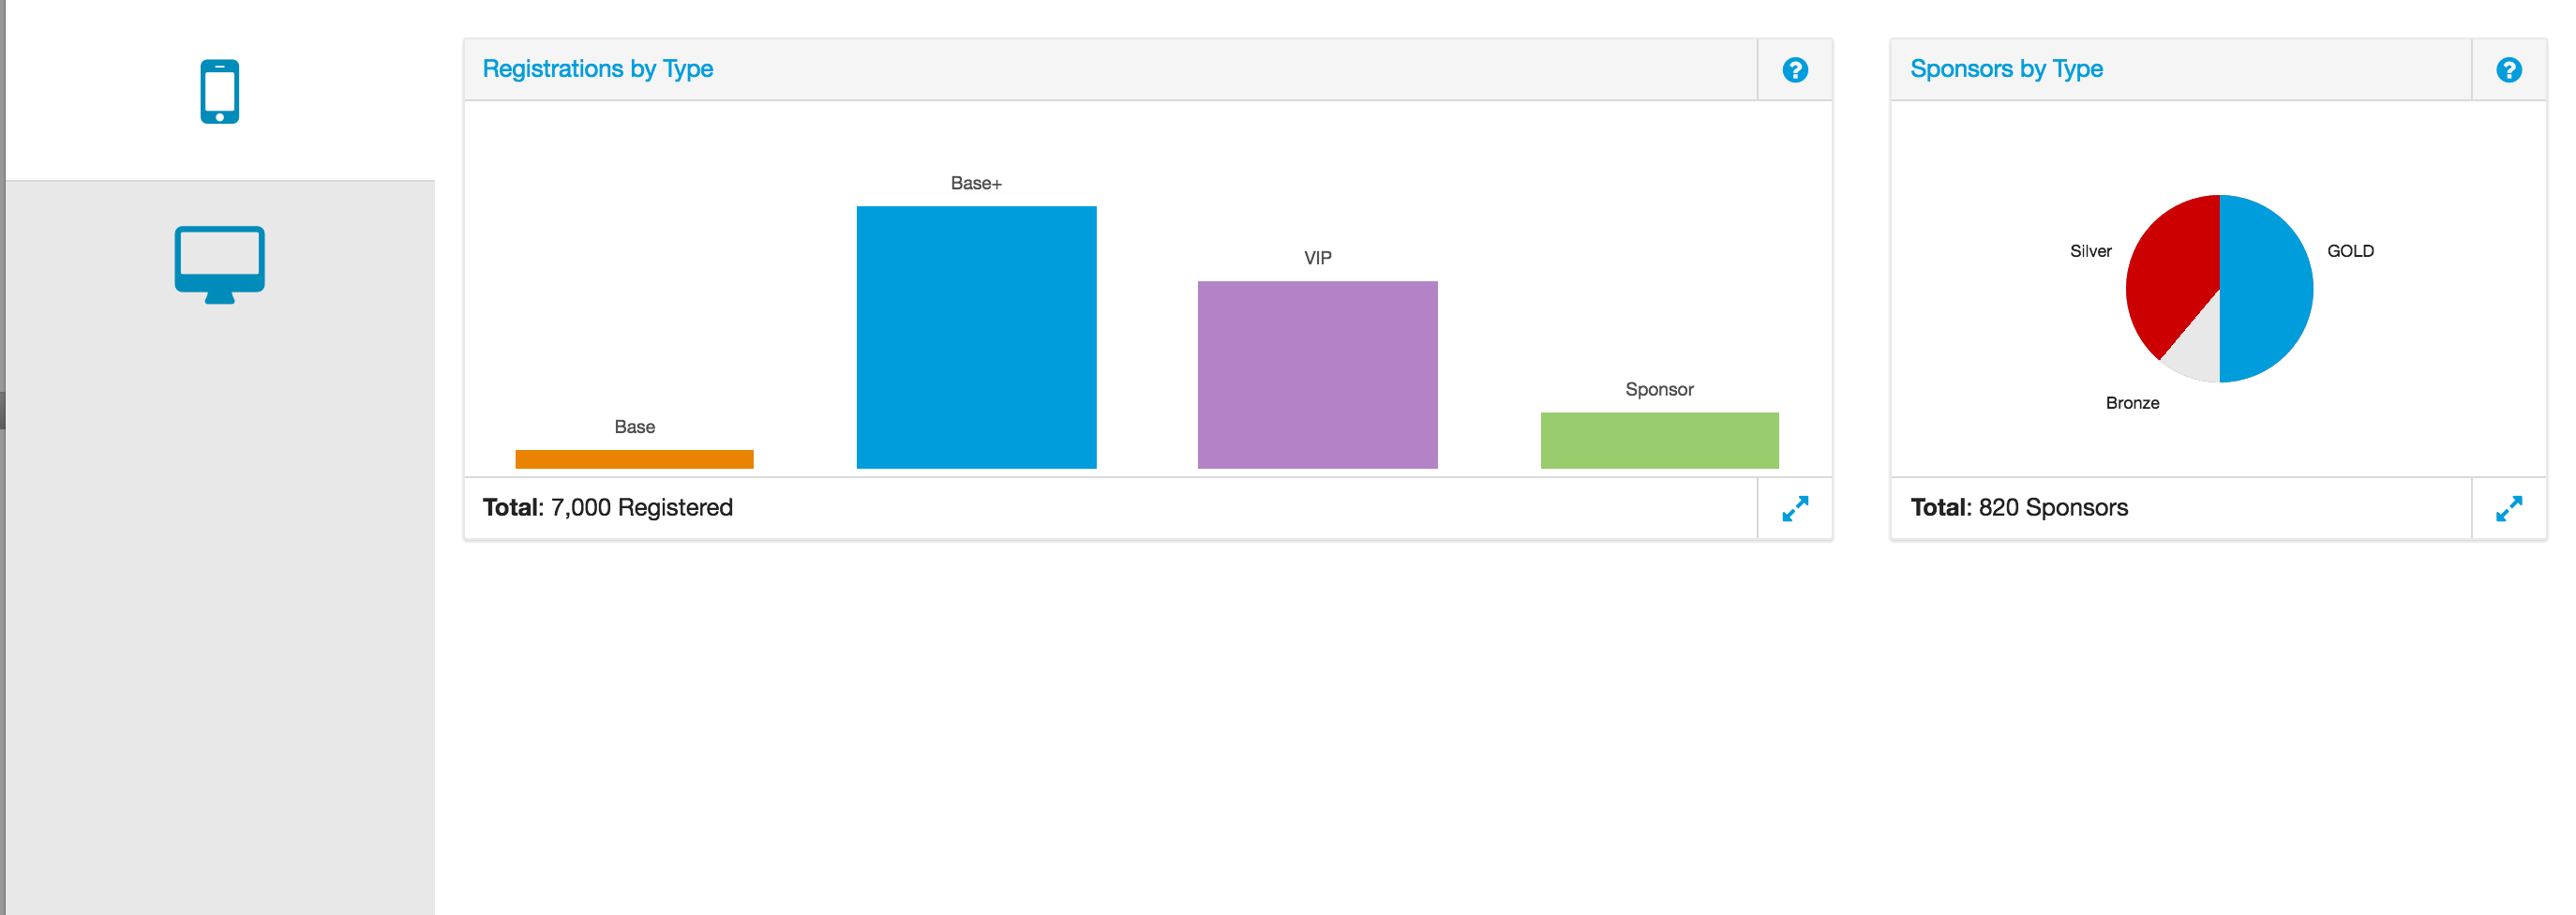 Registrations by Type
Base
Base+
VIP
Sponsor
Total: 7,000 Registered
Sponsors by Type
Silver
GOLD
Bronze
Total: 820 Sponsors